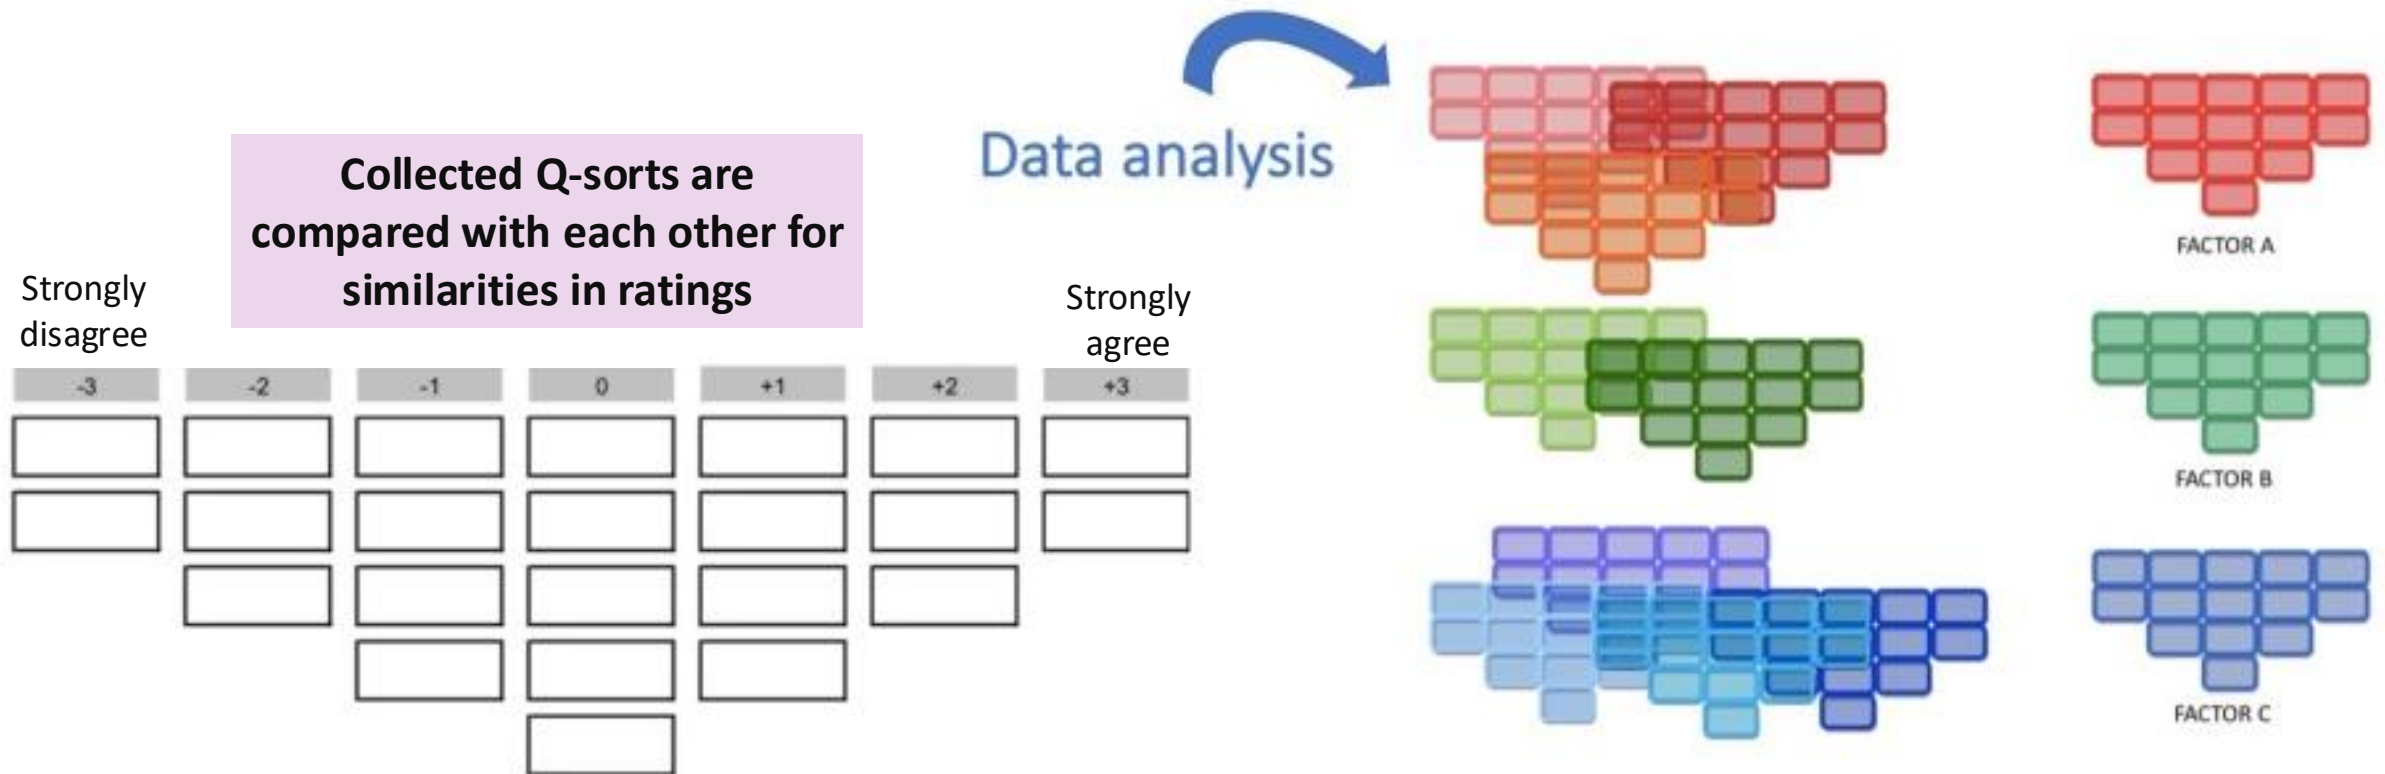 Data analysis
Collected Q-sorts are
compared with each other for
similarities in ratings
Strongly
disagree
Strongly
agree
-3 -2 -1 0 +1 +2 +3
FACTOR A
FACTOR B
FACTOR C